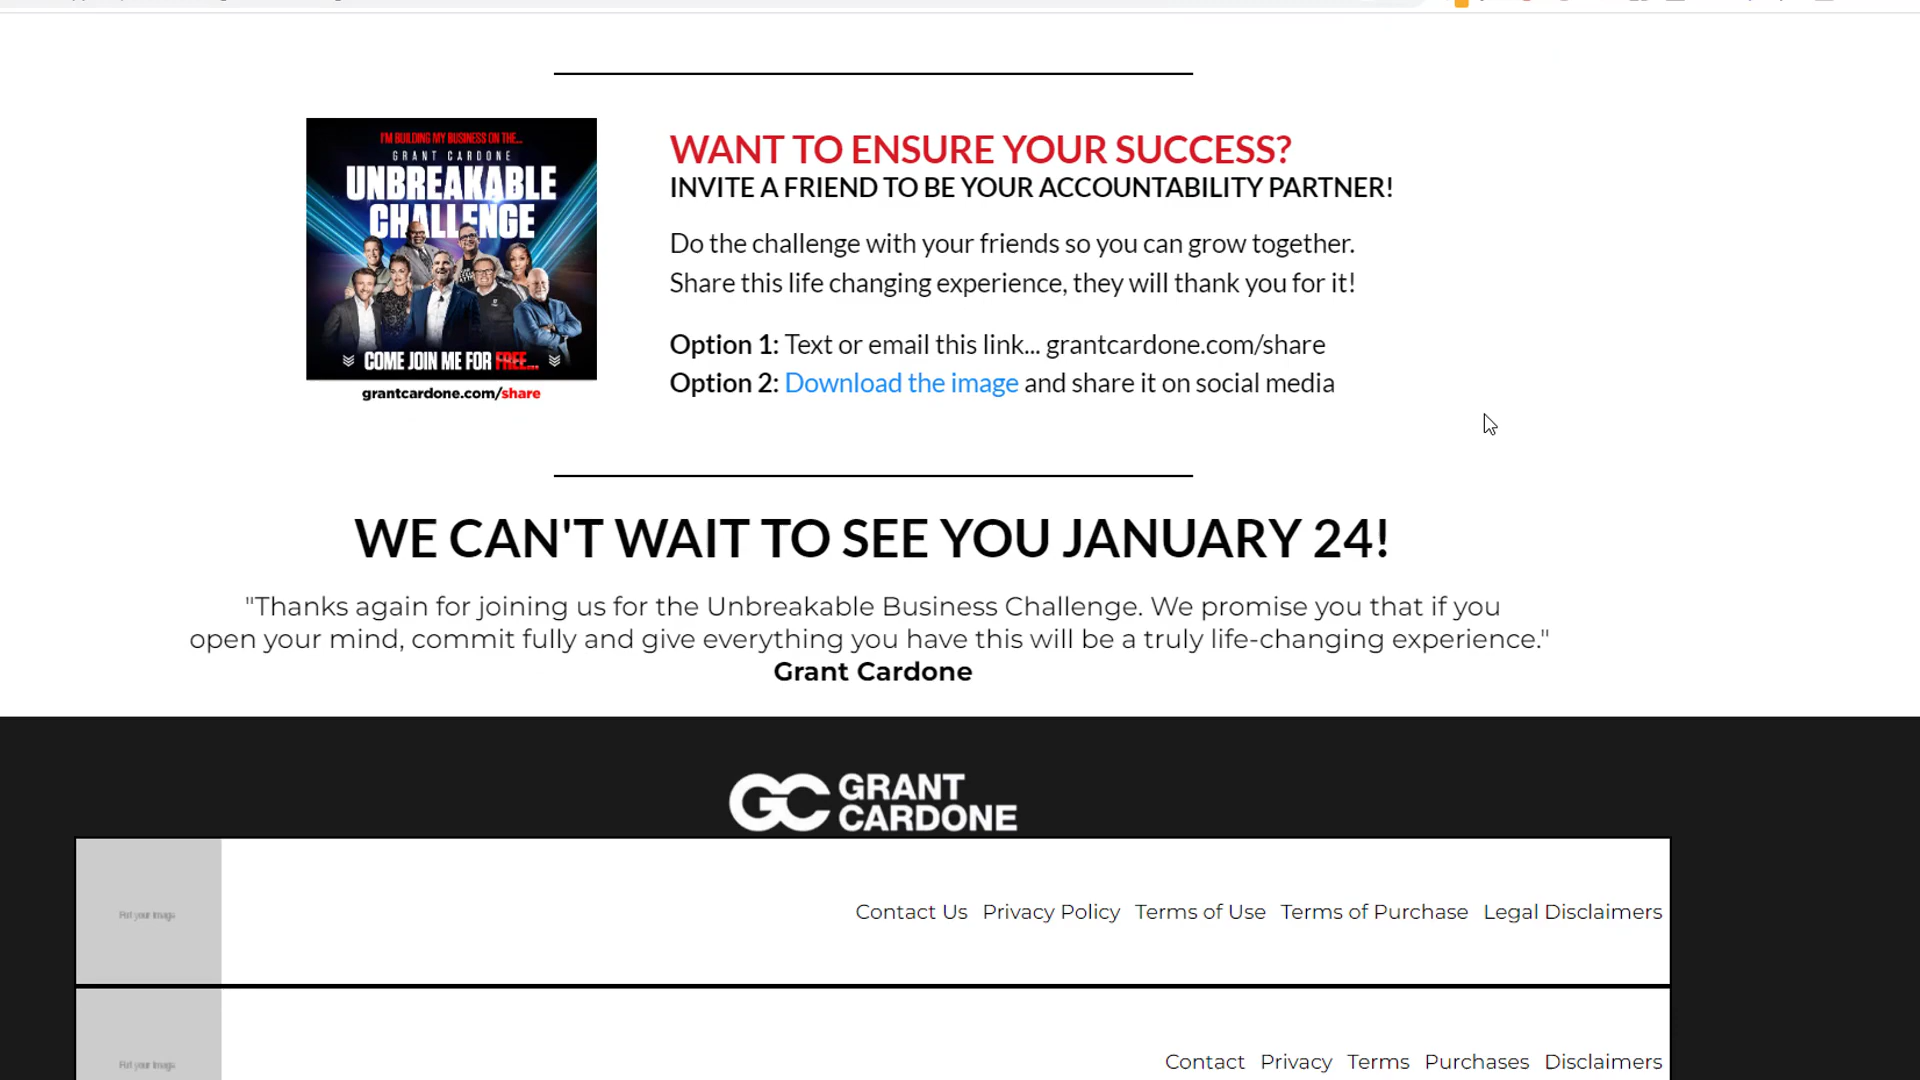 I'M BUILDING MY BUSINESS ON THE...
GRANT CARDONE
UNBREAKABLE
CHALLENGE
COME JOIN ME FOR FREE...
grantcardone.com/share
WANT TO ENSURE YOUR SUCCESS?
INVITE A FRIEND TO BE YOUR ACCOUNTABILITY PARTNER!
Do the challenge with your friends so you can grow together.
Share this life changing experience, they will thank you for it!
Option 1: Text or email this link... grantcardone.com/share
Option 2: Download the image and share it on social media
WE CAN'T WAIT TO SEE YOU JANUARY 24!
"Thanks again for joining us for the Unbreakable Business Challenge. We promise you that if you
open your mind, commit fully and give everything you have this will be a truly life-changing experience."
Grant Cardone
GC GRANT
CARDONE
Put your Image
Contact Us Privacy Policy Terms of Use Terms of Purchase Legal Disclaimers
Put your Image
Contact Privacy Terms Purchases Disclaimers